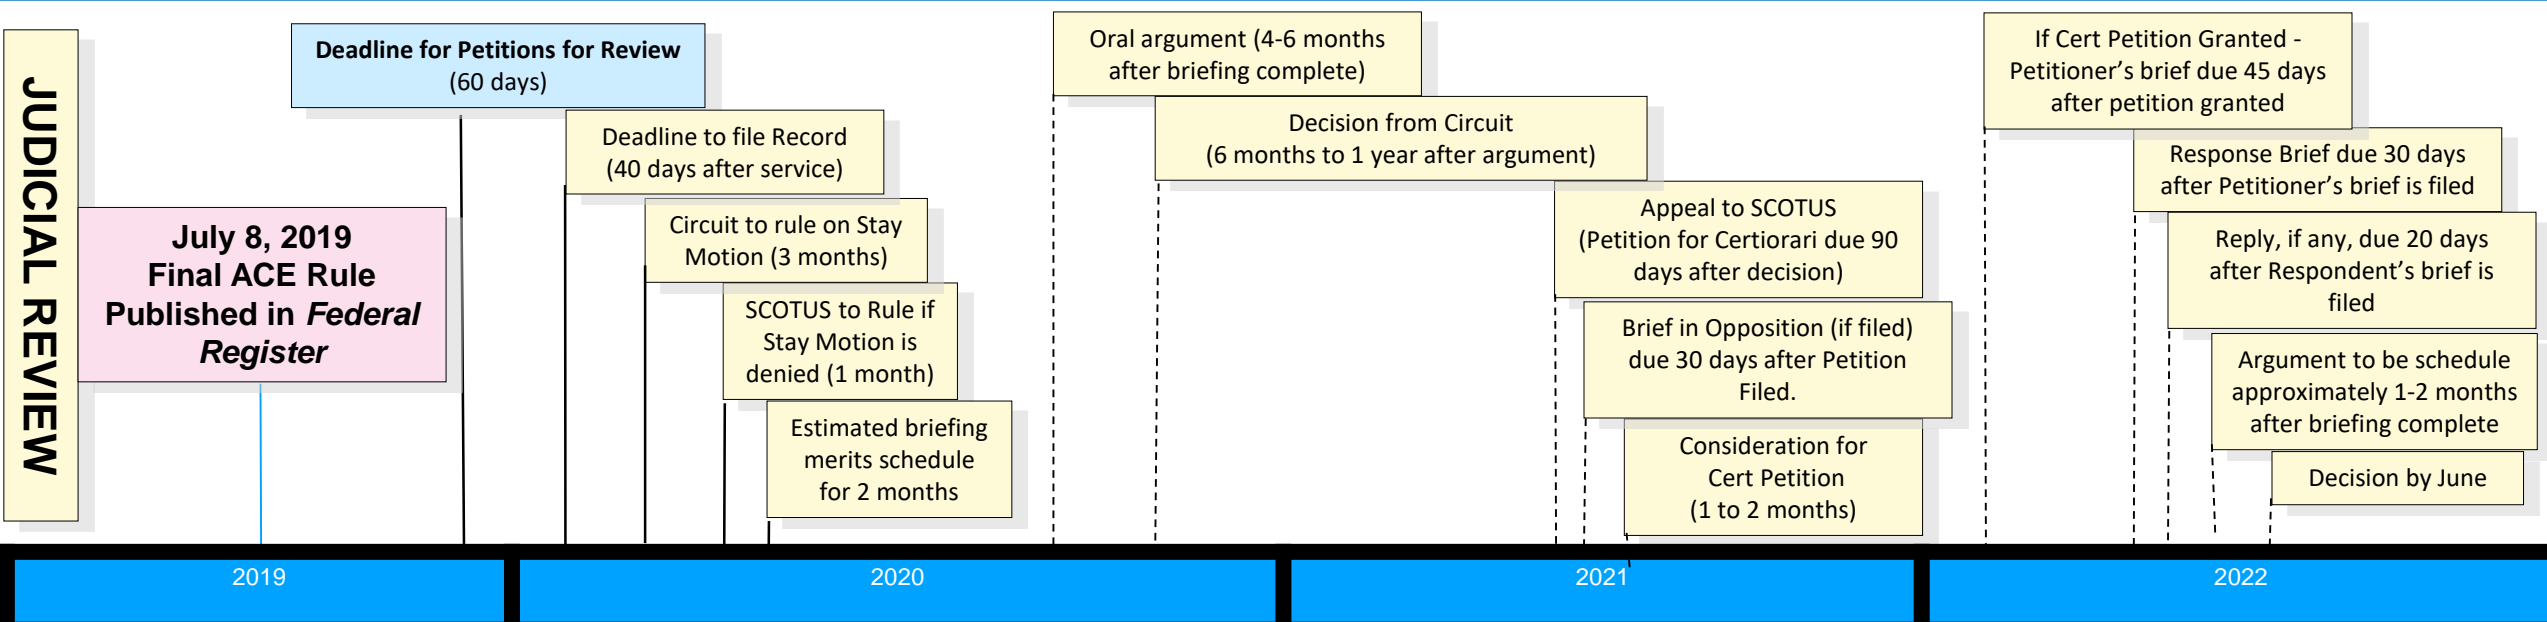 JUDICIAL REVIEW
July 8, 2019
Final ACE Rule
Published in Federal
Register
Deadline for Petitions for Review
(60 days)
Deadline to file Record
(40 days after service)
Circuit to rule on Stay
Motion (3 months)
SCOTUS to Rule if
Stay Motion is
denied (1 month)
Estimated briefing
merits schedule
for 2 months
Oral argument (4-6 months
after briefing complete)
Decision from Circuit
(6 months to 1 year after argument)
Appeal to SCOTUS
(Petition for Certiorari due 90
days after decision)
Brief in Opposition (if filed)
due 30 days after Petition
Filed.
Consideration for
Cert Petition
(1 to 2 months)
If Cert Petition Granted -
Petitioner’s brief due 45 days
after petition granted
Response Brief due 30 days
after Petitioner’s brief is filed
Reply, if any, due 20 days
after Respondent’s brief is
filed
Argument to be schedule
approximately 1-2 months
after briefing complete
Decision by June
2019
2020
2021
2022